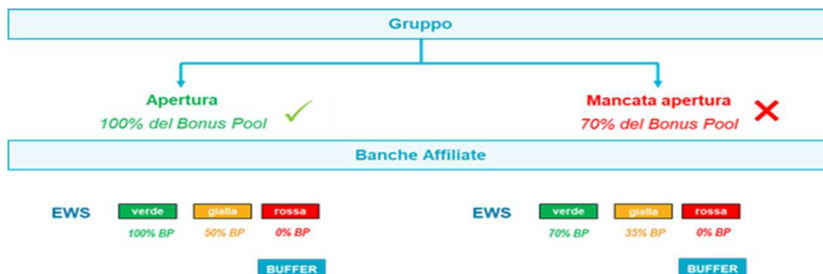 Gruppo
Apertura
100% del Bonus Pool
Mancata apertura
70% del Bonus Pool
Banche Affiliate
EWS verde gialla rossa
100% BP 50% BP 0% BP
BUFFER
EWS verde gialla rossa
70% BP 35% BP 0% BP
BUFFER